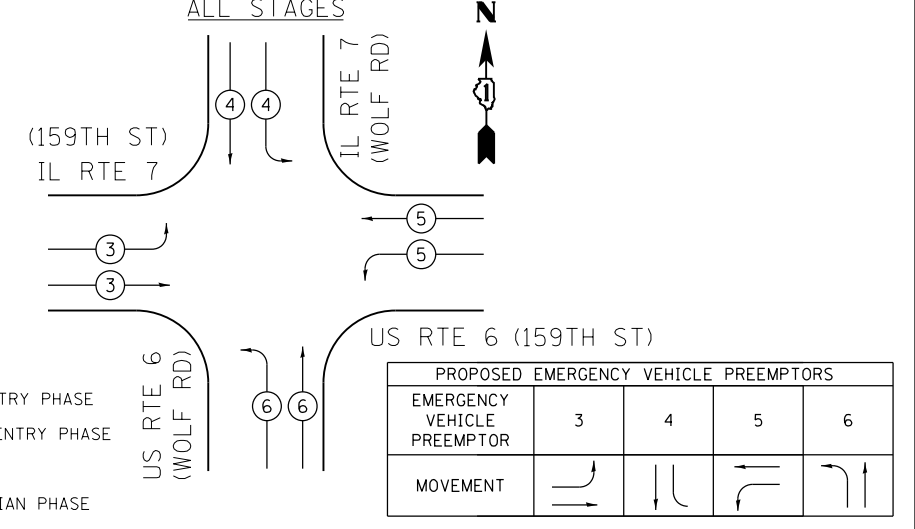 ALL STAGES
N
1
IL RTE 7
(WOLF RD)
4 4
(159TH ST)
IL RTE 7
5
5
3
3
US RTE 6 (159TH ST)
US RTE 6
(WOLF RD)
6 6
TRY PHASE
ENTRY PHASE
IAN PHASE
PROPOSED EMERGENCY VEHICLE PREEMPTORS
EMERGENCY
VEHICLE
PREEMPTOR
3 4 5 6
MOVEMENT